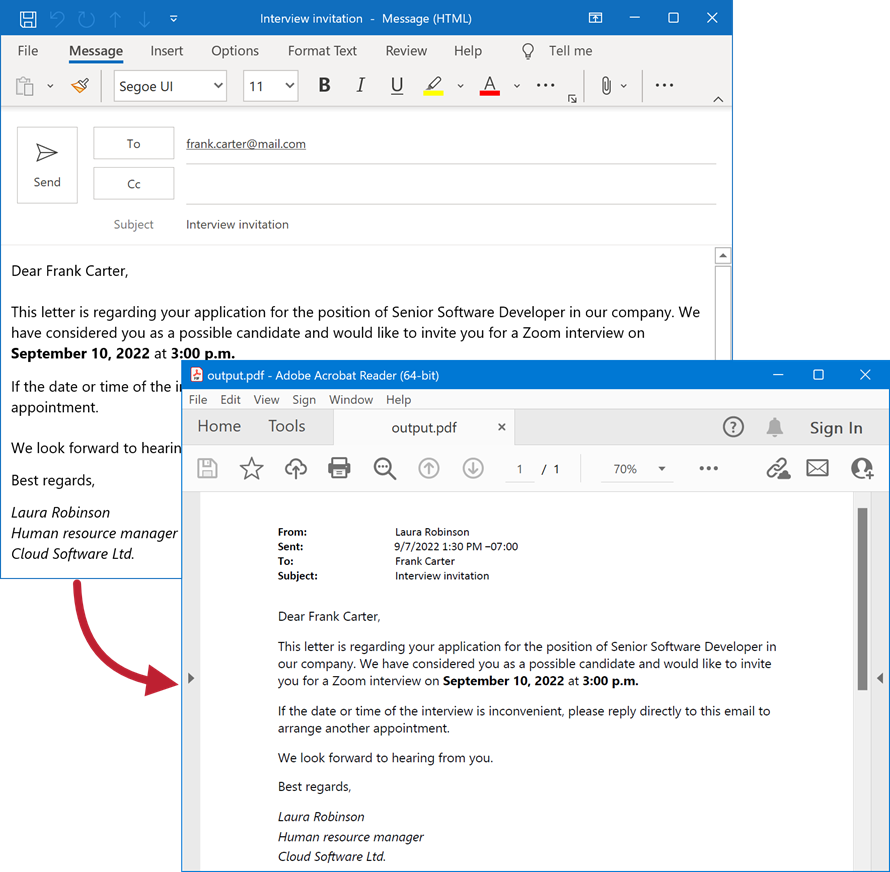 Interview invitation - Message (HTML)
File Message Insert Options Format Text Review Help Tell me
Segoe UI 11 B I U A
To frank.carter@mail.com
Send
Cc
Subject Interview invitation
Dear Frank Carter,
This letter is regarding your application for the position of Senior Software Developer in our company. We
have considered you as a possible candidate and would like to invite you for a Zoom interview on
September 10, 2022 at 3:00 p.m.
If the date or time of the i
appointment.
We look forward to hearin
Best regards,
Laura Robinson
Human resource manager
Cloud Software Ltd.
output.pdf - Adobe Acrobat Reader (64-bit)
File Edit View Sign Window Help
Home Tools output.pdf × ? Sign In
1 / 1 70%
From: Laura Robinson
Sent: 9/7/2022 1:30 PM –07:00
To: Frank Carter
Subject: Interview invitation
Dear Frank Carter,
This letter is regarding your application for the position of Senior Software Developer in
our company. We have considered you as a possible candidate and would like to invite
you for a Zoom interview on September 10, 2022 at 3:00 p.m.
If the date or time of the interview is inconvenient, please reply directly to this email to
arrange another appointment.
We look forward to hearing from you.
Best regards,
Laura Robinson
Human resource manager
Cloud Software Ltd.